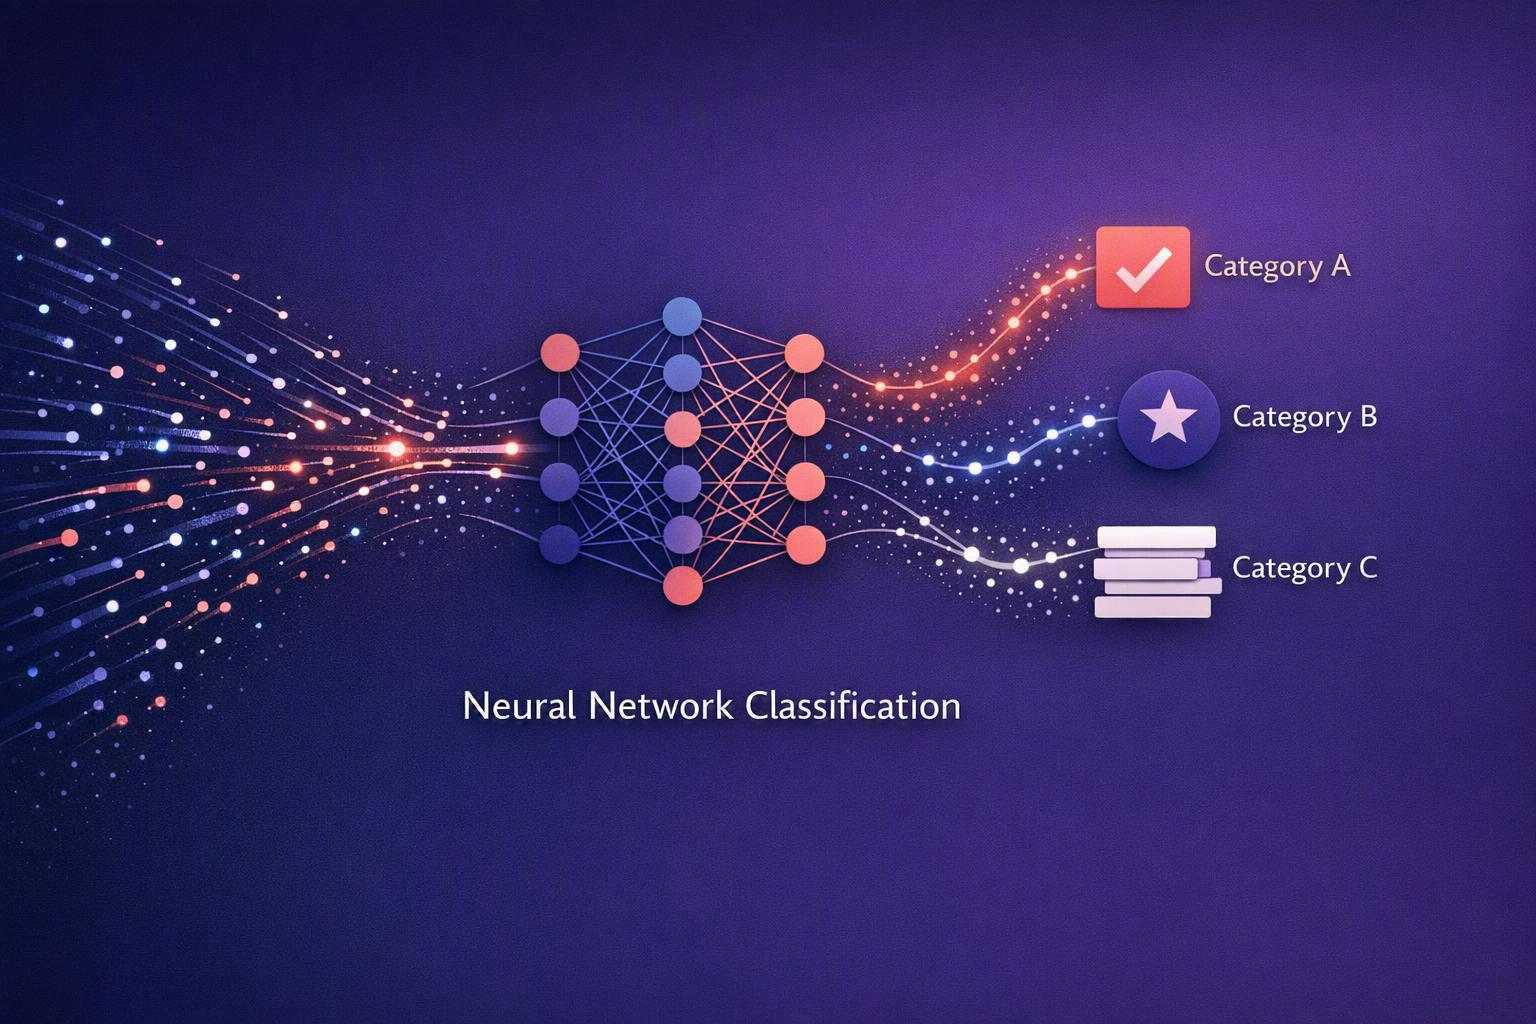 Category A
Category B
Category C
Neural Network Classification